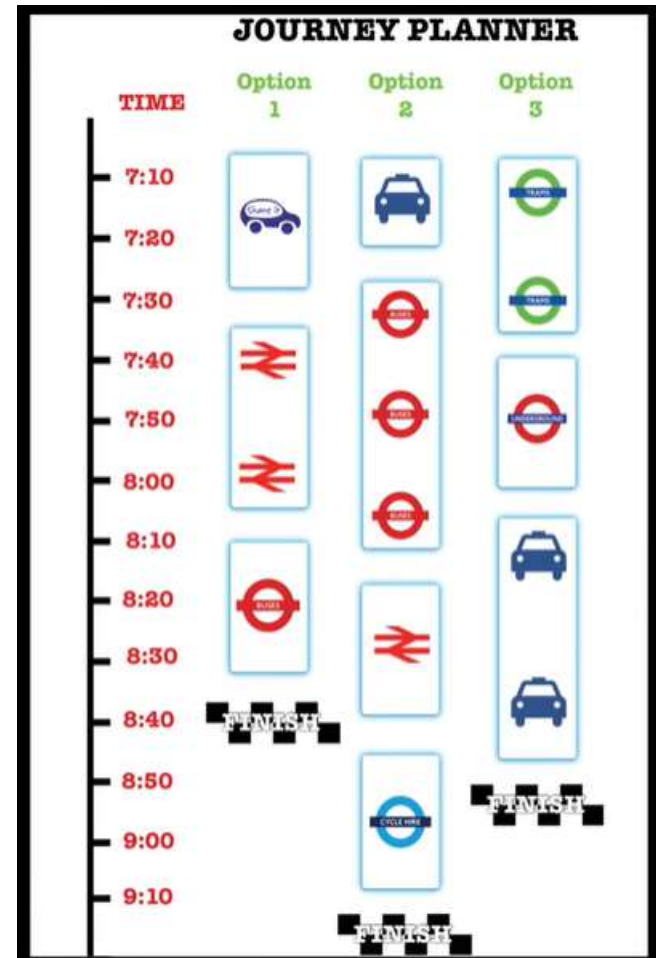 JOURNEY PLANNER
TIME
Option
1
Option
2
Option
3
7:10
7:20
7:30
7:40
7:50
8:00
8:10
8:20
8:30
8:40
8:50
9:00
9:10
BUSES
FINISH
BUSES
BUSES
BUSES
CYCLE HIRE
FINISH
TRAMS
TRAMS
UNDERGROUND
FINISH